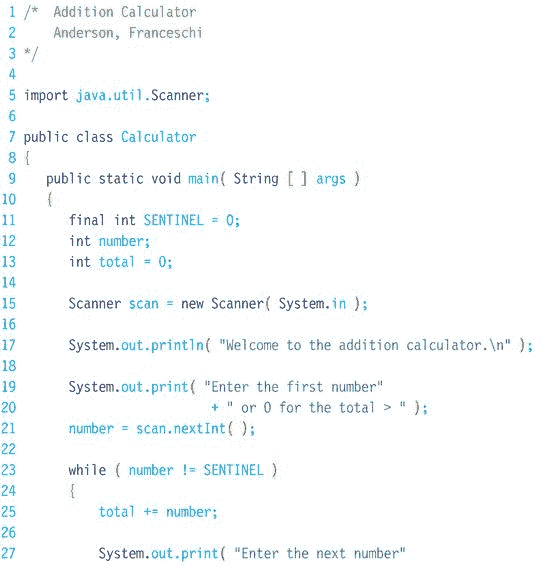 1 /*  Addition Calculator
2     Anderson, Franceschi
3 */
4
5 import java.util.Scanner;
6
7 public class Calculator
8 {
9    public static void main( String [ ] args )
10   {
11      final int SENTINEL = 0;
12      int number;
13      int total = 0;
14
15      Scanner scan = new Scanner( System.in );
16
17      System.out.println( "Welcome to the addition calculator.\n" );
18
19      System.out.print( "Enter the first number"
20                        + " or 0 for the total > " );
21      number = scan.nextInt( );
22
23      while ( number != SENTINEL )
24      {
25          total += number;
26
27          System.out.print( "Enter the next number"